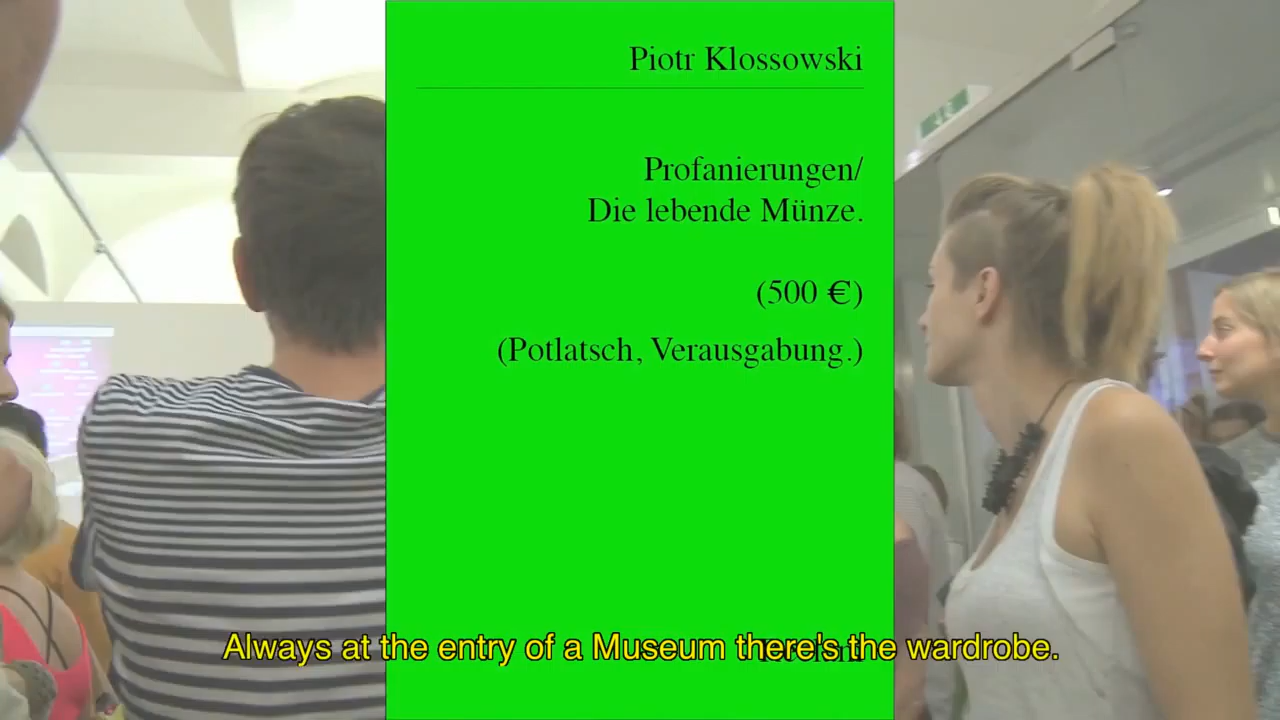 Piotr Klossowski
Profanierungen/
Die lebende Münze.
(500 €)
(Potlatsch, Verausgabung.)
Always at the entry of a Museum there's the wardrobe.